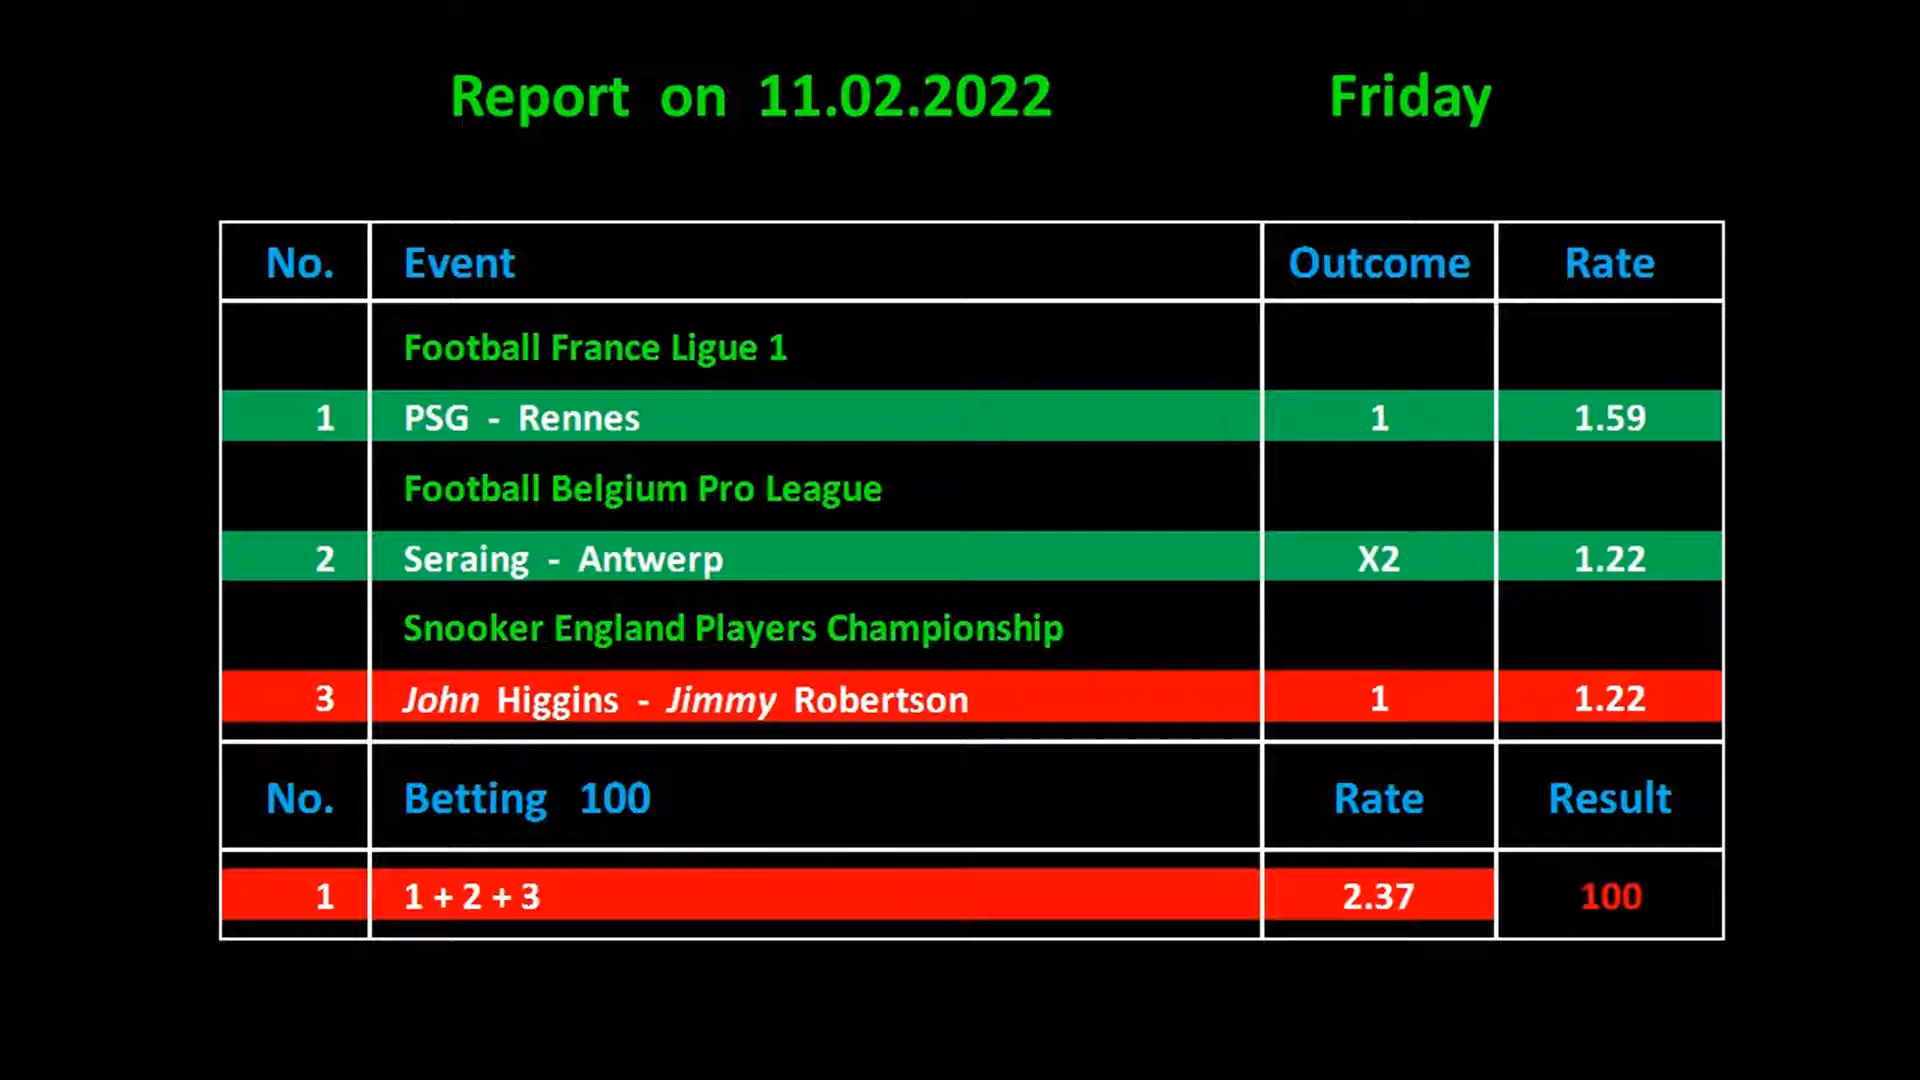 Report on 11.02.2022 Friday
No. Event Outcome Rate
Football France Ligue 1
1 PSG - Rennes 1 1.59
Football Belgium Pro League
2 Seraing - Antwerp X2 1.22
Snooker England Players Championship
3 John Higgins - Jimmy Robertson 1 1.22
No. Betting 100 Rate Result
1 1 + 2 + 3 2.37 100